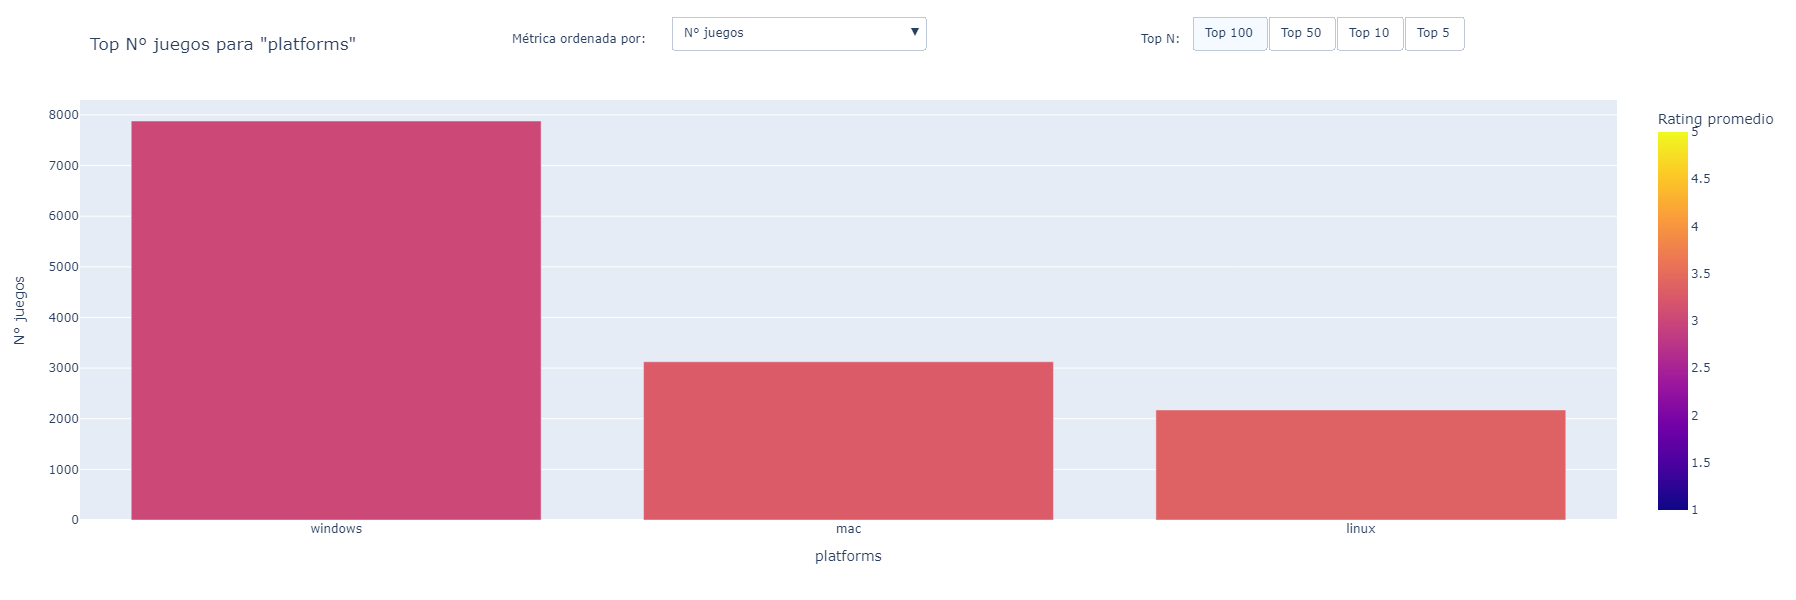 Top N° juegos para "platforms"
Métrica ordenada por:
N° juegos
Top N:
Top 100
Top 50
Top 10
Top 5
N° juegos
8000
7000
6000
5000
4000
3000
2000
1000
0
windows
mac
linux
platforms
Rating promedio
5
4.5
4
3.5
3
2.5
2
1.5
1